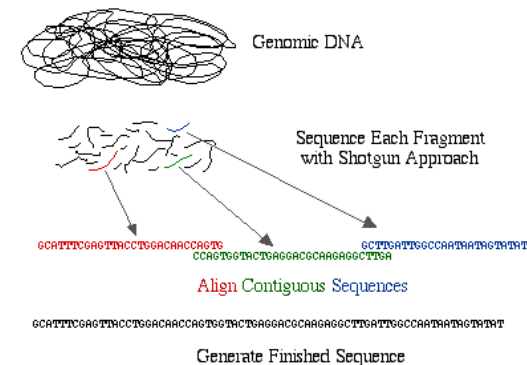 Genomic DNA
Sequence Each Fragment
with Shotgun Approach
GCATTTCGAGTTACCTGGACAACCAGTG
GCTTGATTGGCCAATAATAGTATAT
CCAGTGGTACTGAGGACGCAAGAGGCTTGA
Align Contiguous Sequences
GCATTTCGAGTTACCTGGACAACCAGTGGTACTGAGGACGCAAGAGGCTTGATTGGCCAATAATAGTATAT
Generate Finished Sequence